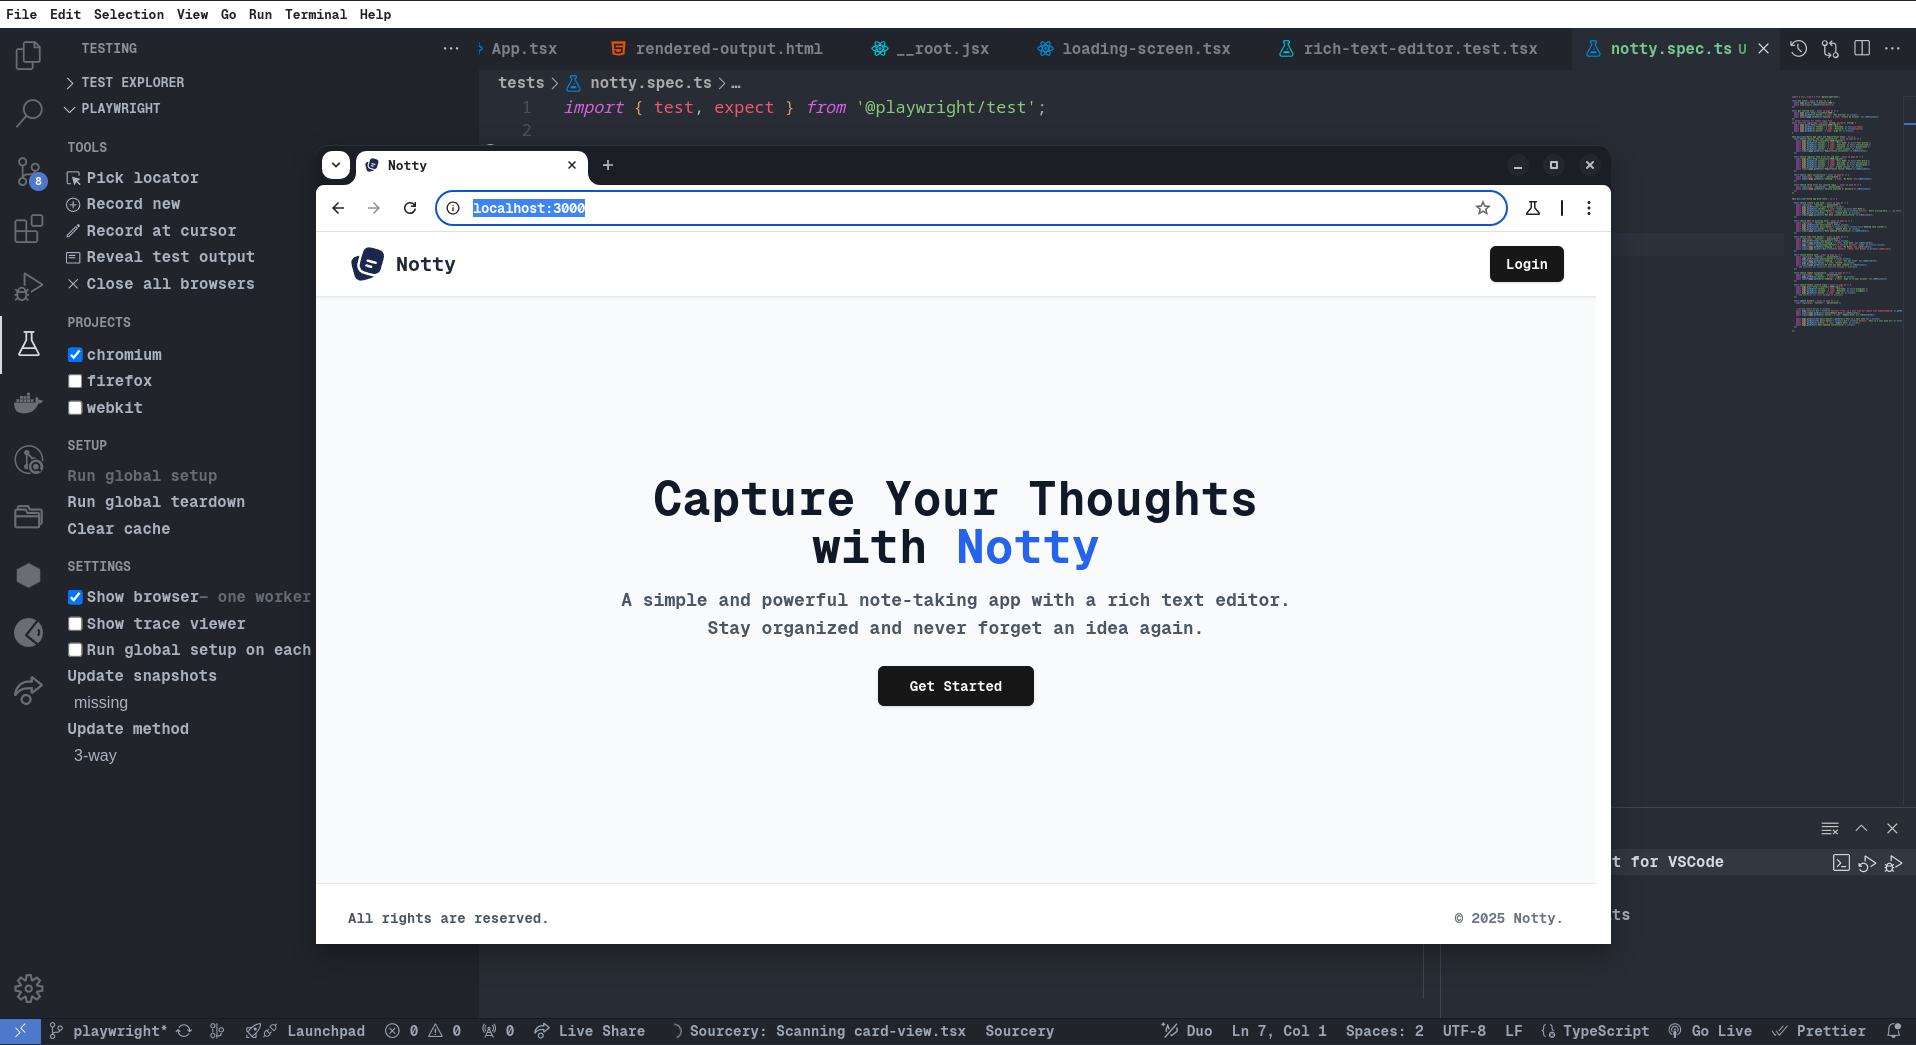 File Edit Selection View Go Run Terminal Help
TESTING
App.tsx rendered-output.html __root.jsx loading-screen.tsx rich-text-editor.test.tsx notty.spec.ts U
TEST EXPLORER
PLAYWRIGHT
tests > notty.spec.ts > …
1 import { test, expect } from '@playwright/test';
2
TOOLS
Pick locator
Record new
Record at cursor
Reveal test output
Close all browsers
8
PROJECTS
chromium
firefox
webkit
SETUP
Run global setup
Run global teardown
Clear cache
SETTINGS
Show browser— one worker
Show trace viewer
Run global setup on each
Update snapshots
missing
Update method
3-way
Notty
localhost:3000
Notty
Login
Capture Your Thoughts
with Notty
A simple and powerful note-taking app with a rich text editor.
Stay organized and never forget an idea again.
Get Started
All rights are reserved.
© 2025 Notty.
t for VSCode
ts
playwright* Launchpad 0 0 0 Live Share Sourcery: Scanning card-view.tsx Sourcery Duo Ln 7, Col 1 Spaces: 2 UTF-8 LF TypeScript Go Live Prettier